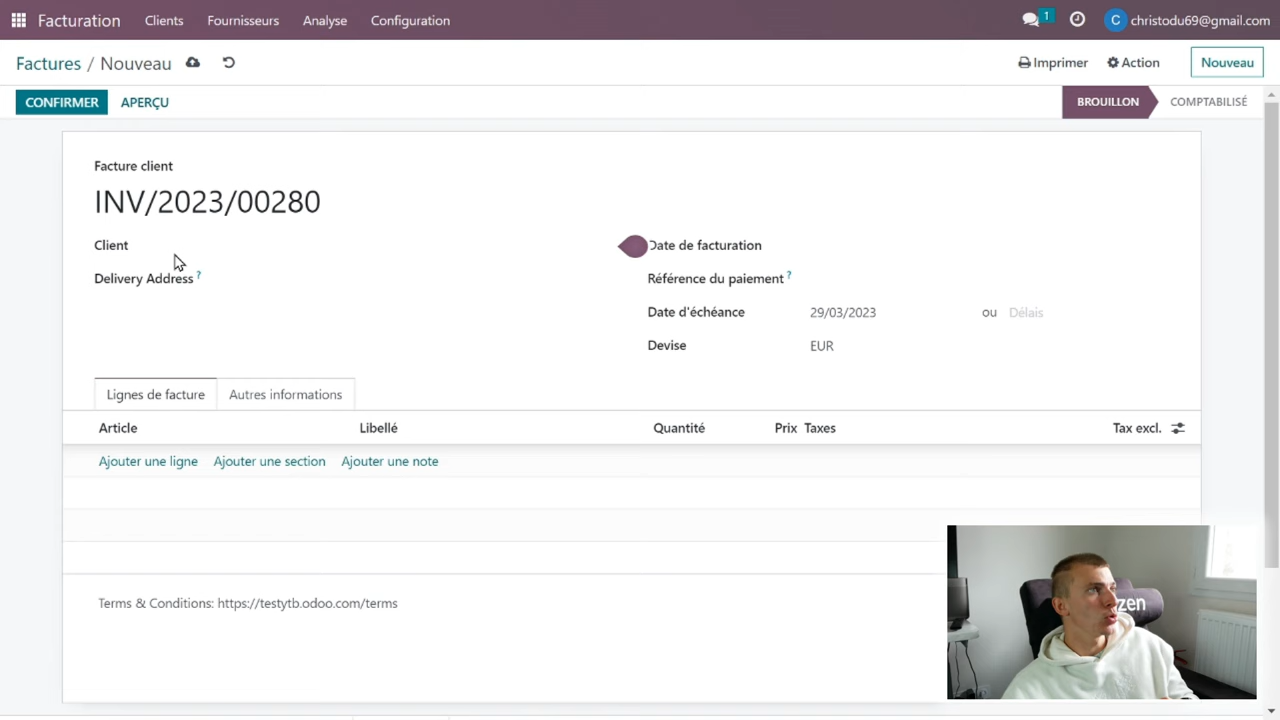 Facturation Clients Fournisseurs Analyse Configuration 1 C christodu69@gmail.com
Factures / Nouveau Imprimer Action Nouveau
CONFIRMER APERÇU BROUILLON COMPTABILISÉ
Facture client
INV/2023/00280
Client Date de facturation
Delivery Address ? Référence du paiement ?
Date d'échéance 29/03/2023 ou Délais
Devise EUR
Lignes de facture Autres informations
Article Libellé Quantité Prix Taxes Tax excl.
Ajouter une ligne Ajouter une section Ajouter une note
Terms & Conditions: https://testytb.odoo.com/terms
zen